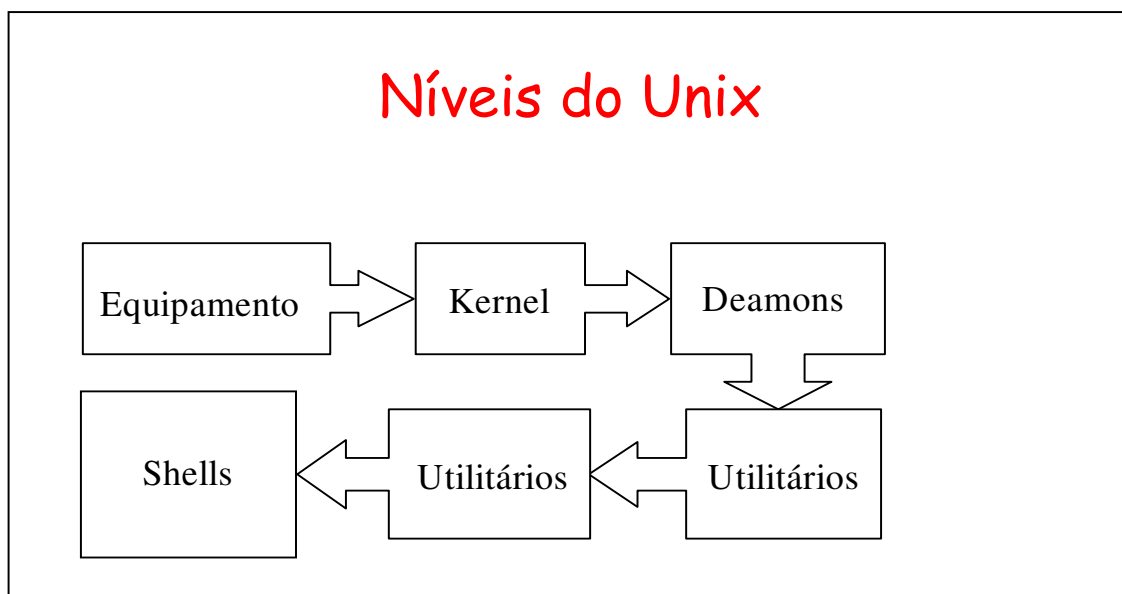 Níveis do Unix
Equipamento
Kernel
Deamons
Shells
Utilitários
Utilitários